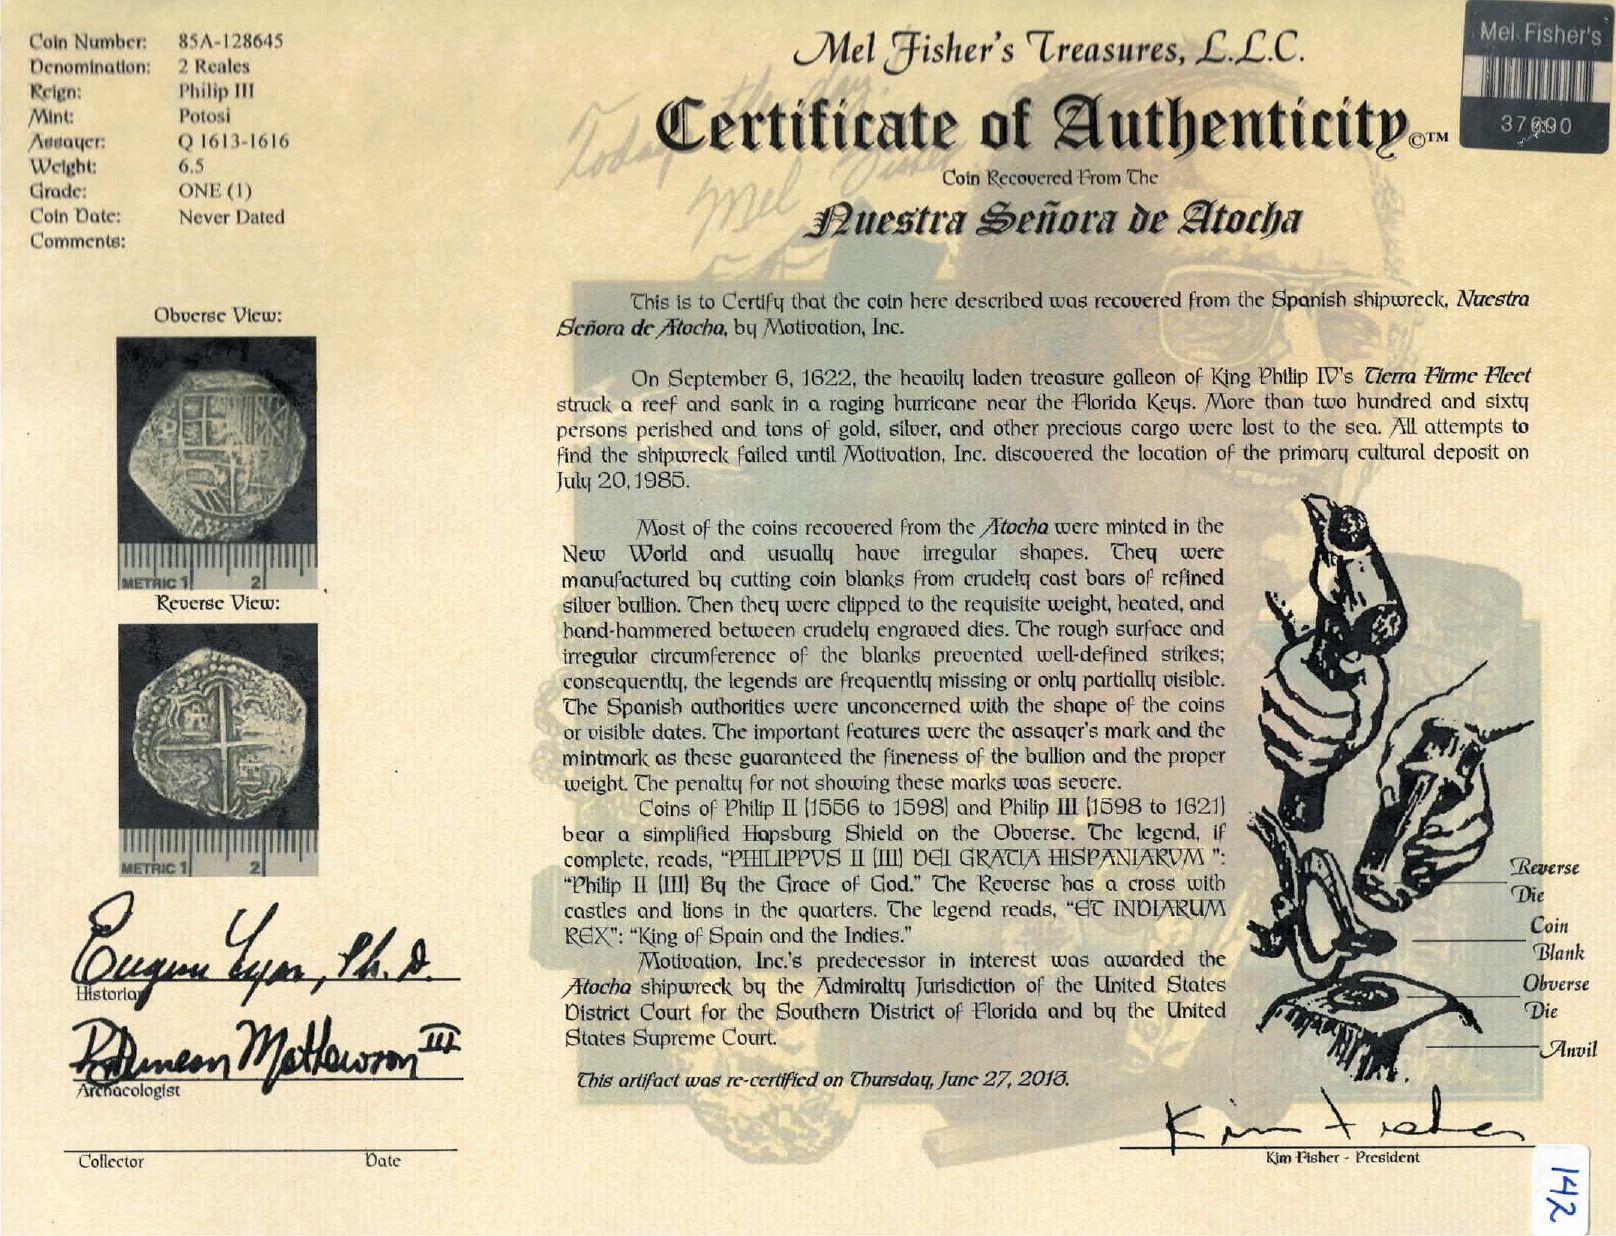 Coin Number: 85A-128645
Denomination: 2 Reales
Reign: Philip III
Mint: Potosi
Assayer: Q 1613-1616
Weight: 6.5
Grade: ONE (1)
Coin Date: Never Dated
Comments:
Obverse View:
METRIC 1 2
Reverse View:
METRIC 1 2
Eugene Lyon, Ph. D.
Historian
R Duncan Mathewson III
Archaeologist
Collector Date
Mel Fisher's Treasures, L.L.C.
Certificate of Authenticity ©™
Coin Recovered From The
Nuestra Señora de Atocha
Mel Fisher's
Today the day!
Mel Fisher
This is to Certify that the coin here described was recovered from the Spanish shipwreck, Nuestra
Señora de Atocha, by Motivation, Inc.
On September 6, 1622, the heavily laden treasure galleon of King Philip IV's Tierra Firme Fleet
struck a reef and sank in a raging hurricane near the Florida Keys. More than two hundred and sixty
persons perished and tons of gold, silver, and other precious cargo were lost to the sea. All attempts to
find the shipwreck failed until Motivation, Inc. discovered the location of the primary cultural deposit on
July 20, 1985.
Most of the coins recovered from the Atocha were minted in the
New World and usually have irregular shapes. They were
manufactured by cutting coin blanks from crudely cast bars of refined
silver bullion. Then they were clipped to the requisite weight, heated, and
hand-hammered between crudely engraved dies. The rough surface and
irregular circumference of the blanks prevented well-defined strikes;
consequently, the legends are frequently missing or only partially visible.
The Spanish authorities were unconcerned with the shape of the coins
or visible dates. The important features were the assayer's mark and the
mintmark as these guaranteed the fineness of the bullion and the proper
weight. The penalty for not showing these marks was severe.
Coins of Philip II (1556 to 1598) and Philip III (1598 to 1621)
bear a simplified Hapsburg Shield on the Obverse. The legend, if
complete, reads, "PHILIPPVS II (III) DEI GRATIA HISPANIARVM ":
"Philip II (III) By the Grace of God." The Reverse has a cross with
castles and lions in the quarters. The legend reads, "ET INDIARUM
REX": "King of Spain and the Indies."
Motivation, Inc.'s predecessor in interest was awarded the
Atocha shipwreck by the Admiralty Jurisdiction of the United States
District Court for the Southern District of Florida and by the United
States Supreme Court.
This artifact was re-certified on Thursday, June 27, 2013.
Reverse
Die
Coin
Blank
Obverse
Die
Anvil
Kim Fisher
Kim Fisher - President
142